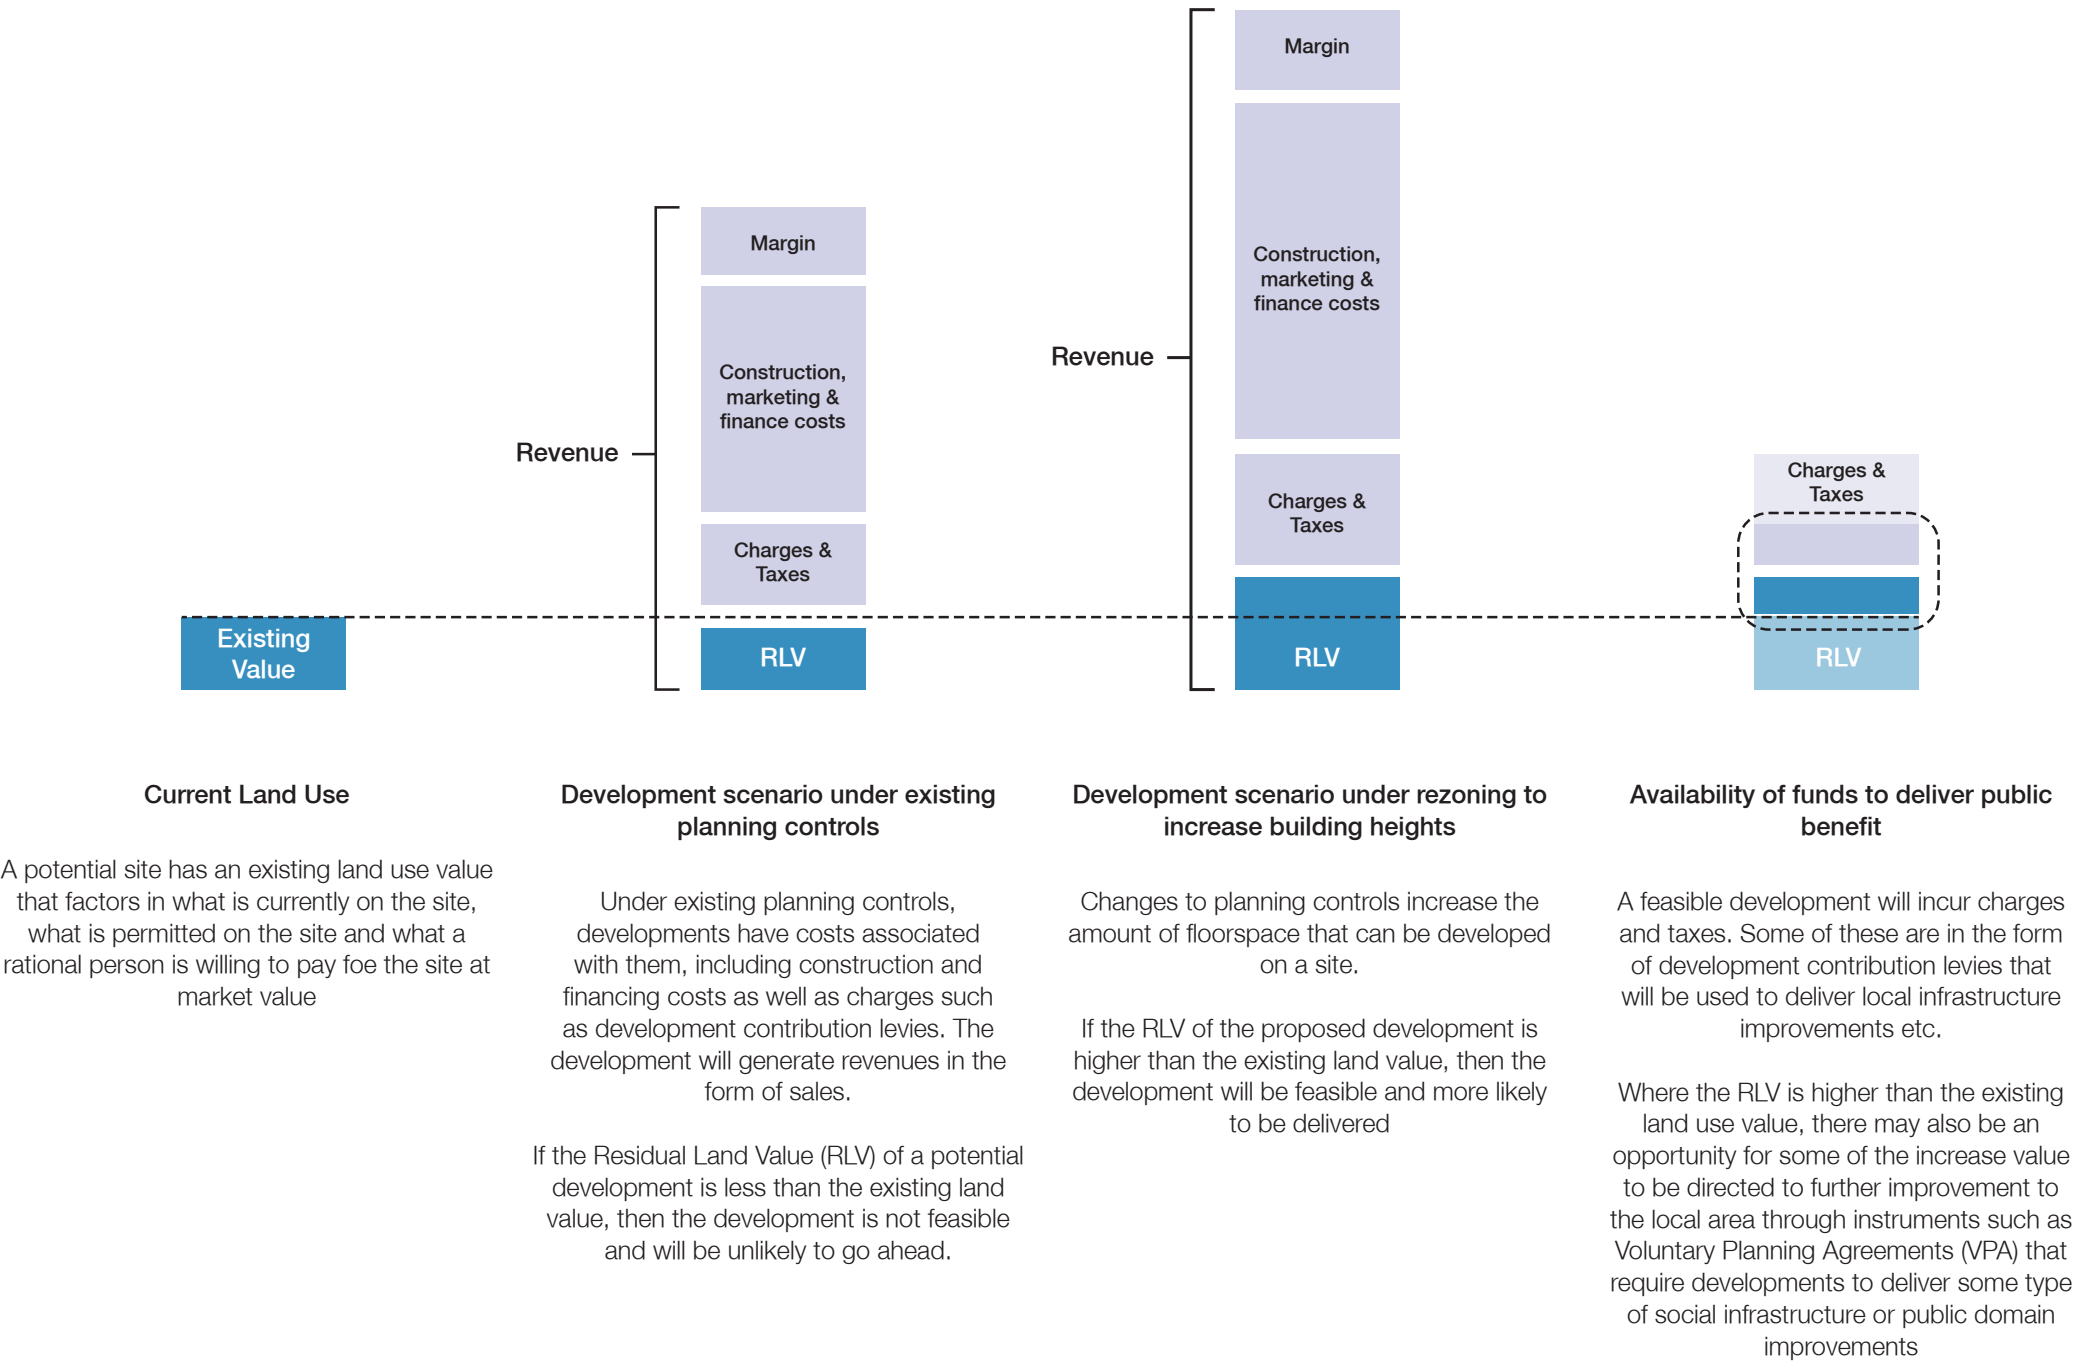 Margin
Construction,
marketing &
finance costs
Charges &
Taxes
RLV
Revenue
Margin
Construction,
marketing &
finance costs
Charges &
Taxes
RLV
Revenue
Existing
Value
Charges &
Taxes
RLV
Current Land Use
A potential site has an existing land use value
that factors in what is currently on the site,
what is permitted on the site and what a
rational person is willing to pay foe the site at
market value
Development scenario under existing
planning controls
Under existing planning controls,
developments have costs associated
with them, including construction and
financing costs as well as charges such
as development contribution levies. The
development will generate revenues in the
form of sales.
If the Residual Land Value (RLV) of a potential
development is less than the existing land
value, then the development is not feasible
and will be unlikely to go ahead.
Development scenario under rezoning to
increase building heights
Changes to planning controls increase the
amount of floorspace that can be developed
on a site.
If the RLV of the proposed development is
higher than the existing land value, then the
development will be feasible and more likely
to be delivered
Availability of funds to deliver public
benefit
A feasible development will incur charges
and taxes. Some of these are in the form
of development contribution levies that
will be used to deliver local infrastructure
improvements etc.
Where the RLV is higher than the existing
land use value, there may also be an
opportunity for some of the increase value
to be directed to further improvement to
the local area through instruments such as
Voluntary Planning Agreements (VPA) that
require developments to deliver some type
of social infrastructure or public domain
improvements